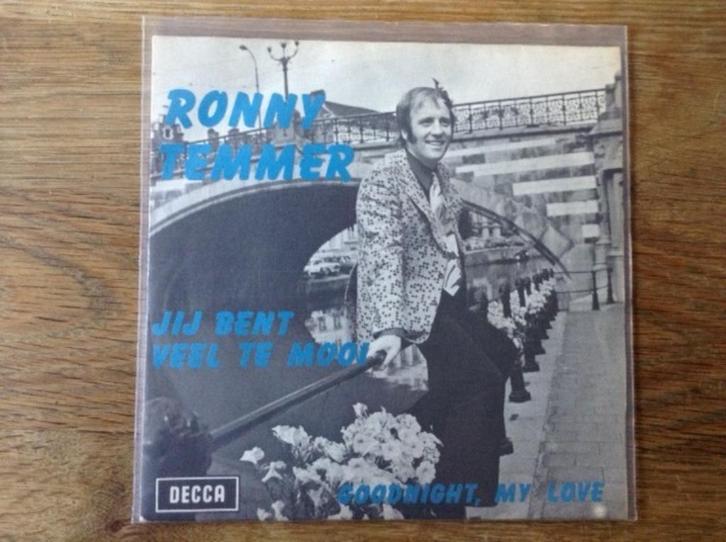 RONNY
TEMMER
JIJ BENT
VEEL TE MOOI
GOODNIGHT, MY LOVE
DECCA